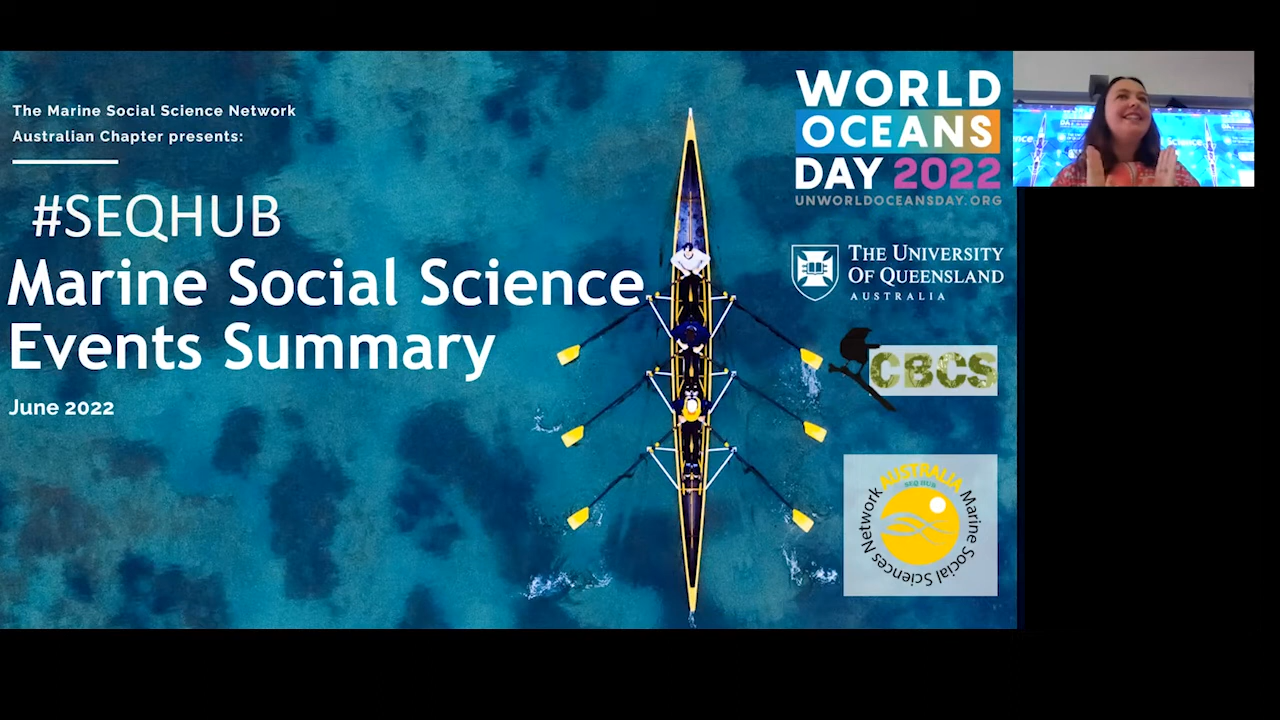 The Marine Social Science Network
Australian Chapter presents:
#SEQHUB
Marine Social Science
Events Summary
June 2022
WORLD
OCEANS
DAY 2022
UNWORLDOCEANSDAY.ORG
THE UNIVERSITY
OF QUEENSLAND
AUSTRALIA
CBCS
AUSTRALIA
SEQ HUB
Marine Social Sciences Network